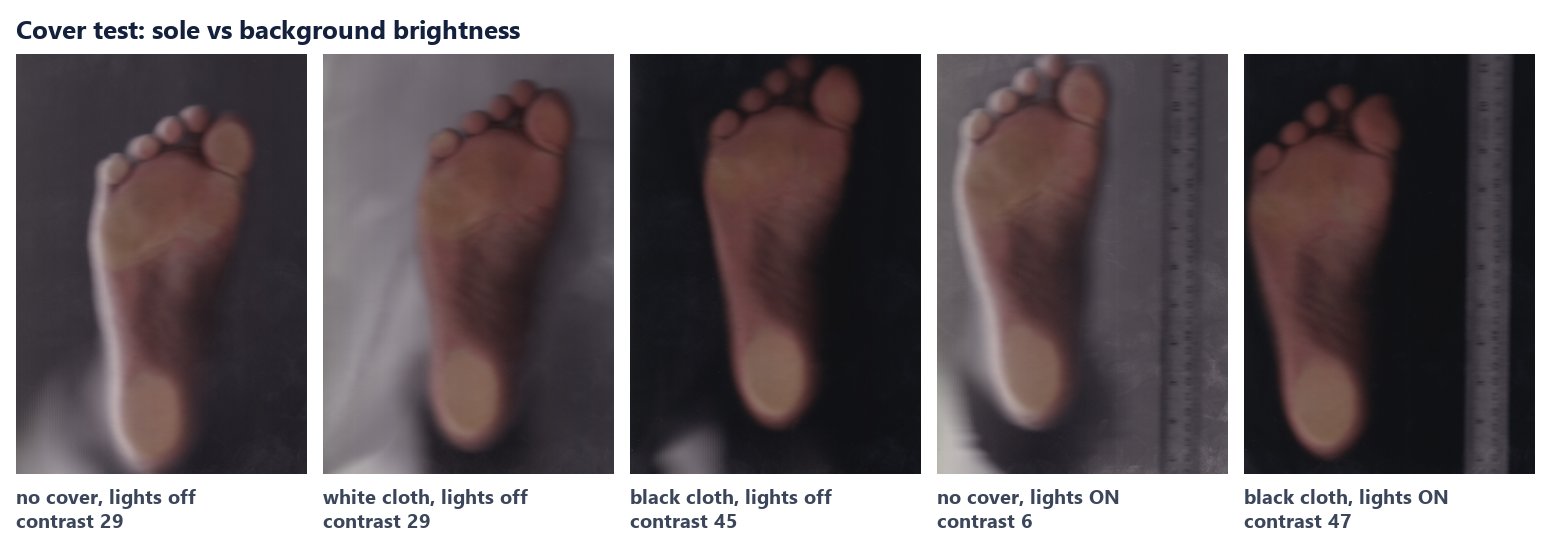 Cover test: sole vs background brightness
no cover, lights off
contrast 29
white cloth, lights off
contrast 29
black cloth, lights off
contrast 45
no cover, lights ON
contrast 6
black cloth, lights ON
contrast 47